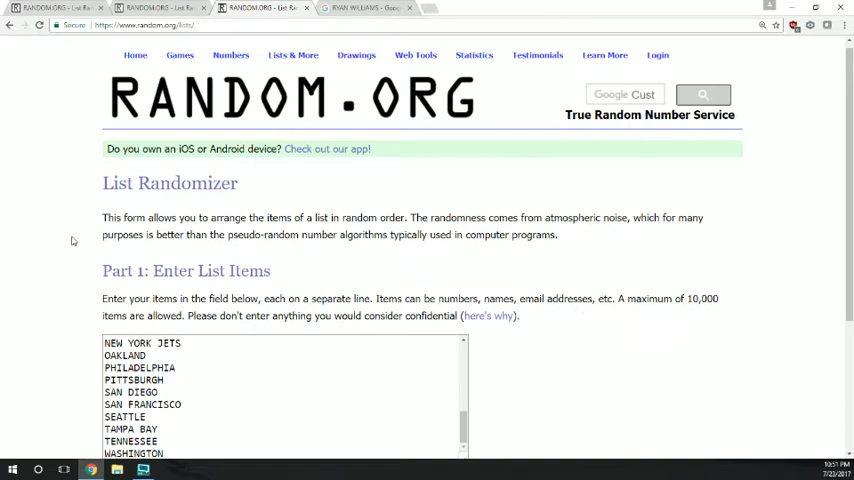 RANDOM.ORG - List Ran
RANDOM.ORG - List Ran
RANDOM.ORG - List Ran
RYAN WILLIAMS - Goog
Secure
https://www.random.org/lists/
Home Games Numbers Lists & More Drawings Web Tools Statistics Testimonials Learn More Login
RANDOM.ORG
Google Cust
True Random Number Service
Do you own an iOS or Android device? Check out our app!
List Randomizer
This form allows you to arrange the items of a list in random order. The randomness comes from atmospheric noise, which for many
purposes is better than the pseudo-random number algorithms typically used in computer programs.
Part 1: Enter List Items
Enter your items in the field below, each on a separate line. Items can be numbers, names, email addresses, etc. A maximum of 10,000
items are allowed. Please don't enter anything you would consider confidential (here's why).
NEW YORK JETS
OAKLAND
PHILADELPHIA
PITTSBURGH
SAN DIEGO
SAN FRANCISCO
SEATTLE
TAMPA BAY
TENNESSEE
WASHINGTON
10:51 PM
7/23/2017